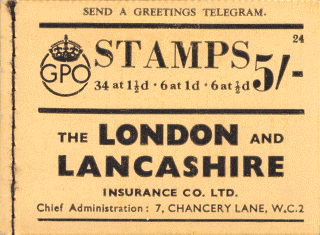 SEND A GREETINGS TELEGRAM.
24
GPO STAMPS 5/-
34 at 1½d · 6 at 1d · 6 at ½d
THE LONDON AND
LANCASHIRE
INSURANCE CO. LTD.
Chief Administration: 7, CHANCERY LANE, W.C.2